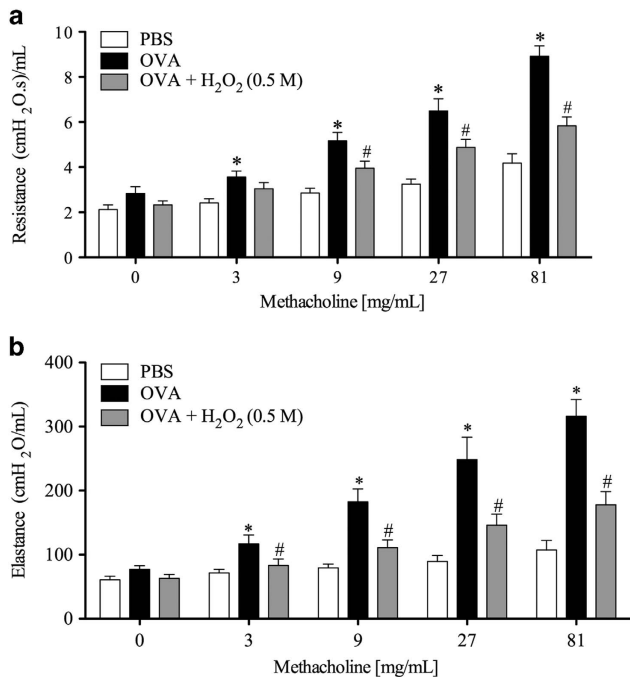 a
10
8
6
4
2
0
Resistance (cmH2O.s)/mL
PBS
OVA
OVA + H2O2 (0.5 M)
* * # * # * #
0 3 9 27 81
Methacholine [mg/mL]
b
400
300
200
100
0
Elastance (cmH2O/mL)
PBS
OVA
OVA + H2O2 (0.5 M)
* # * # * # * #
0 3 9 27 81
Methacholine [mg/mL]